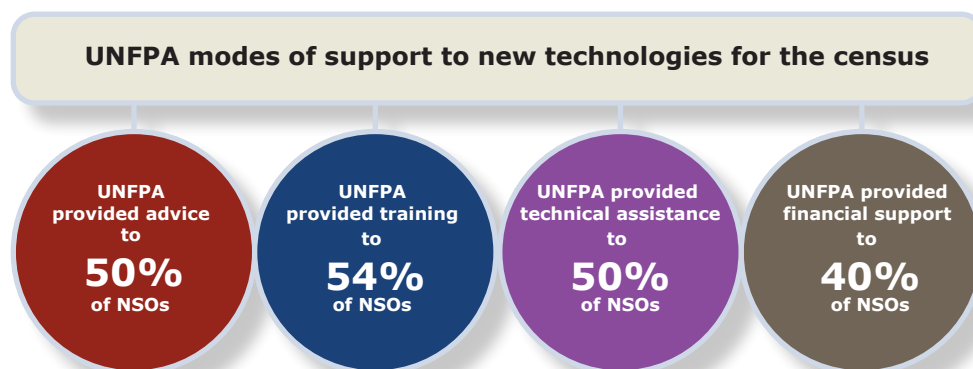 UNFPA modes of support to new technologies for the census
UNFPA
provided advice
to
50%
of NSOs
UNFPA
provided training
to
54%
of NSOs
UNFPA provided
technical assistance
to
50%
of NSOs
UNFPA provided
financial support
to
40%
of NSOs